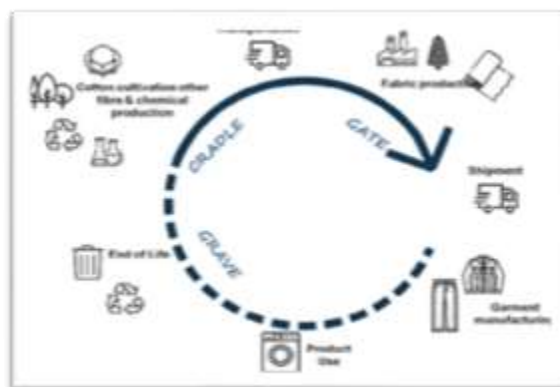 Cotton cultivation other
fibre & chemical
production
Fabric production
CRADLE
GATE
Shipment
GRAVE
End of Life
Garment
manufacturing
Product
Use